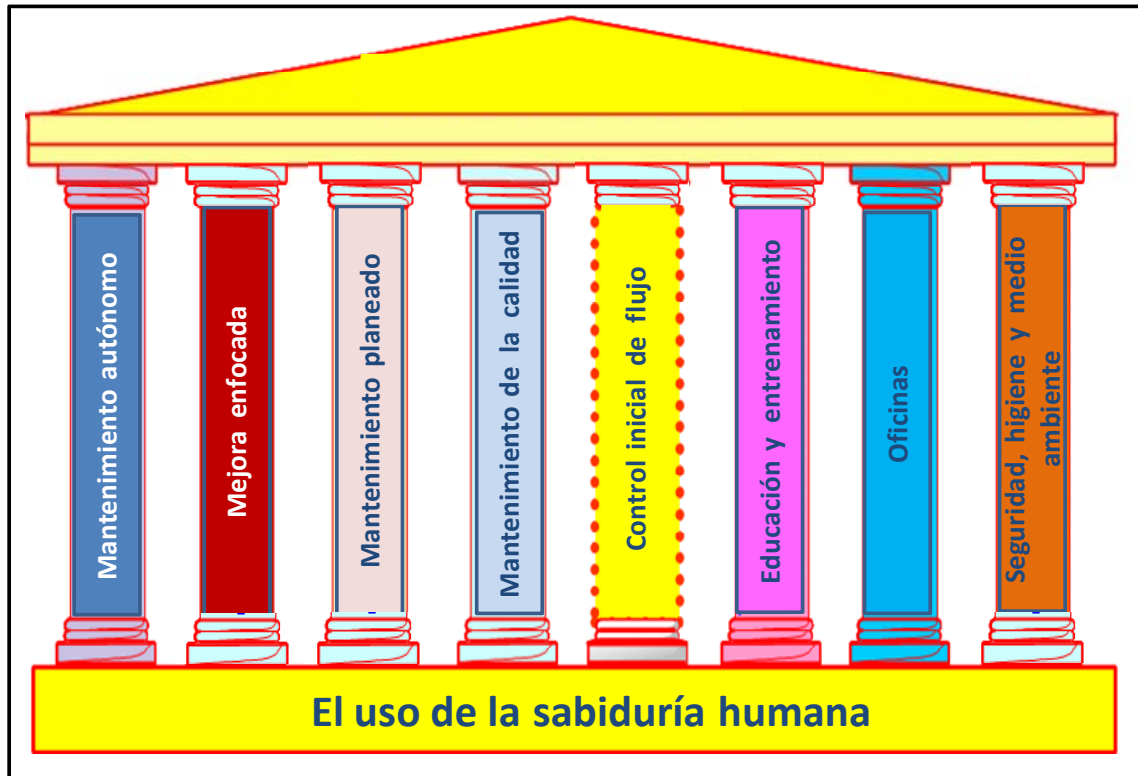 Mantenimiento autónomo
Mejora enfocada
Mantenimiento planeado
Mantenimiento de la calidad
Control inicial de flujo
Educación y entrenamiento
Oficinas
Seguridad, higiene y medio
ambiente
El uso de la sabiduría humana